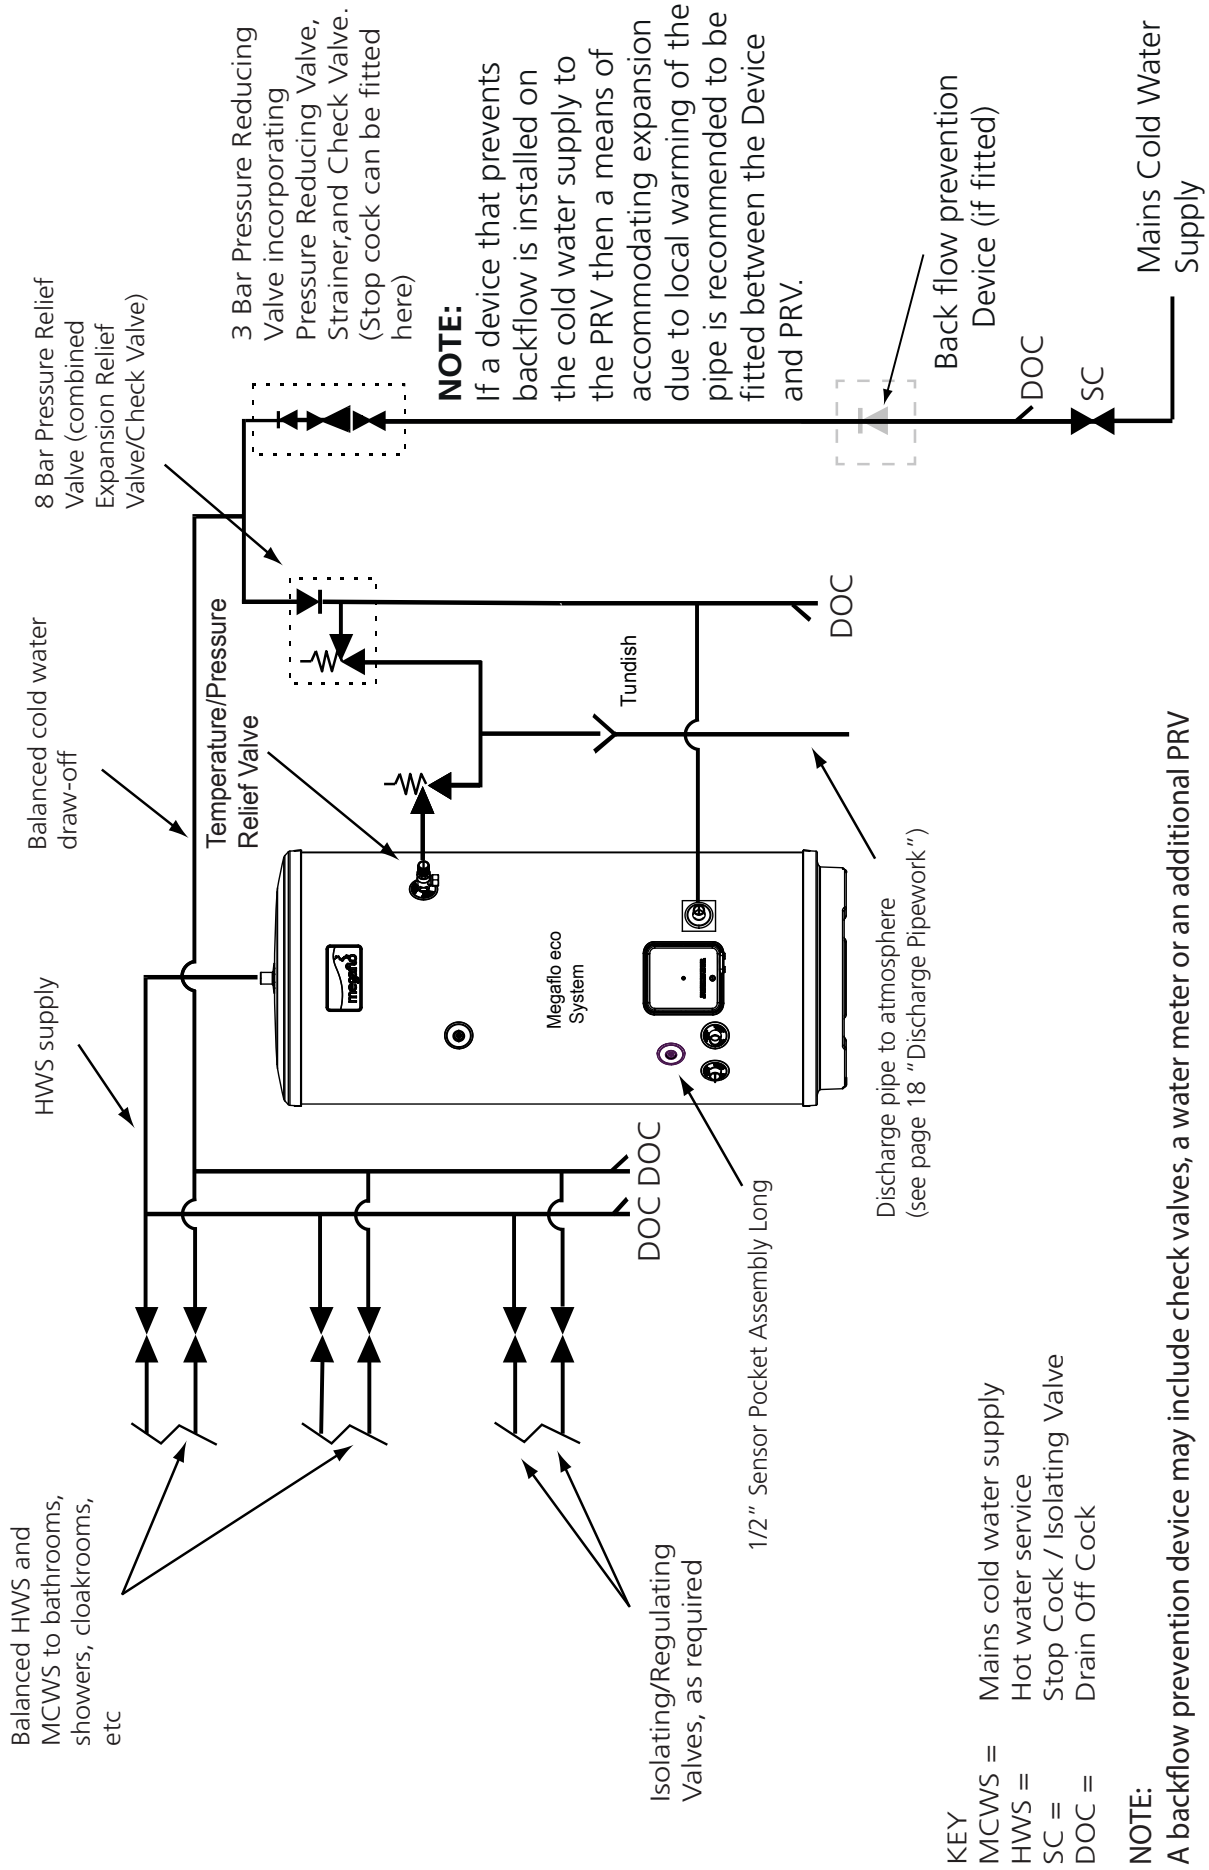 Balanced HWS and
MCWS to bathrooms,
showers, cloakrooms,
etc
HWS supply
Balanced cold water
draw-off
8 Bar Pressure Relief
Valve (combined
Expansion Relief
Valve/Check Valve)
3 Bar Pressure Reducing
Valve incorporating
Pressure Reducing Valve,
Strainer,and Check Valve.
(Stop cock can be fitted
here)
Temperature/Pressure
Relief Valve
megaflo
Megaflo eco
System
Tundish
NOTE:
If a device that prevents
backflow is installed on
the cold water supply to
the PRV then a means of
accommodating expansion
due to local warming of the
pipe is recommended to be
fitted between the Device
and PRV.
Isolating/Regulating
Valves, as required
DOC DOC
1/2” Sensor Pocket Assembly Long
DOC
Discharge pipe to atmosphere
(see page 18 “Discharge Pipework”)
Back flow prevention
Device (if fitted)
DOC
SC
Mains Cold Water
Supply
KEY
MCWS = Mains cold water supply
HWS = Hot water service
SC = Stop Cock / Isolating Valve
DOC = Drain Off Cock
NOTE:
A backflow prevention device may include check valves, a water meter or an additional PRV